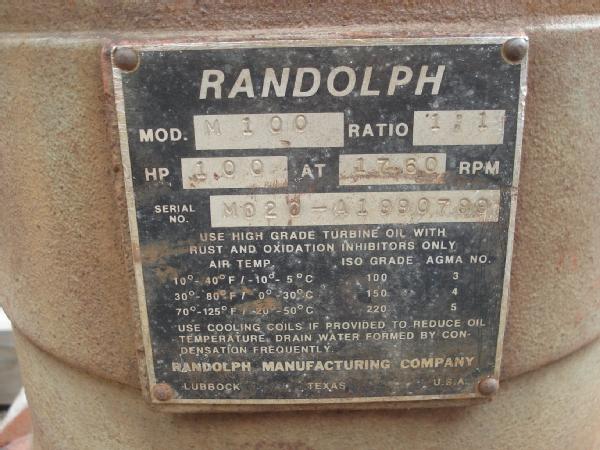 RANDOLPH
MOD. M 100 RATIO 1:1
HP 100 AT 1760 RPM
SERIAL NO.
USE HIGH GRADE TURBINE OIL WITH
RUST AND OXIDATION INHIBITORS ONLY
AIR TEMP. ISO GRADE AGMA NO.
10°-40°F/-10°-5°C 100 3
30°-80°F/ 0°-30°C 150 4
70°-125°F/-20°-50°C 220 5
USE COOLING COILS IF PROVIDED TO REDUCE OIL
TEMPERATURE. DRAIN WATER FORMED BY CON-
DENSATION FREQUENTLY.
RANDOLPH MANUFACTURING COMPANY
LUBBOCK TEXAS U.S.A.